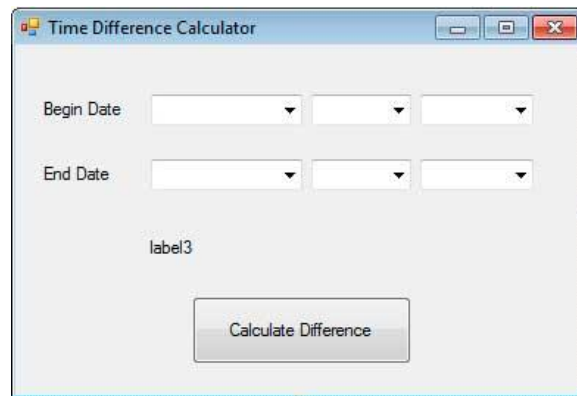 Time Difference Calculator
Begin Date
End Date
label3
Calculate Difference